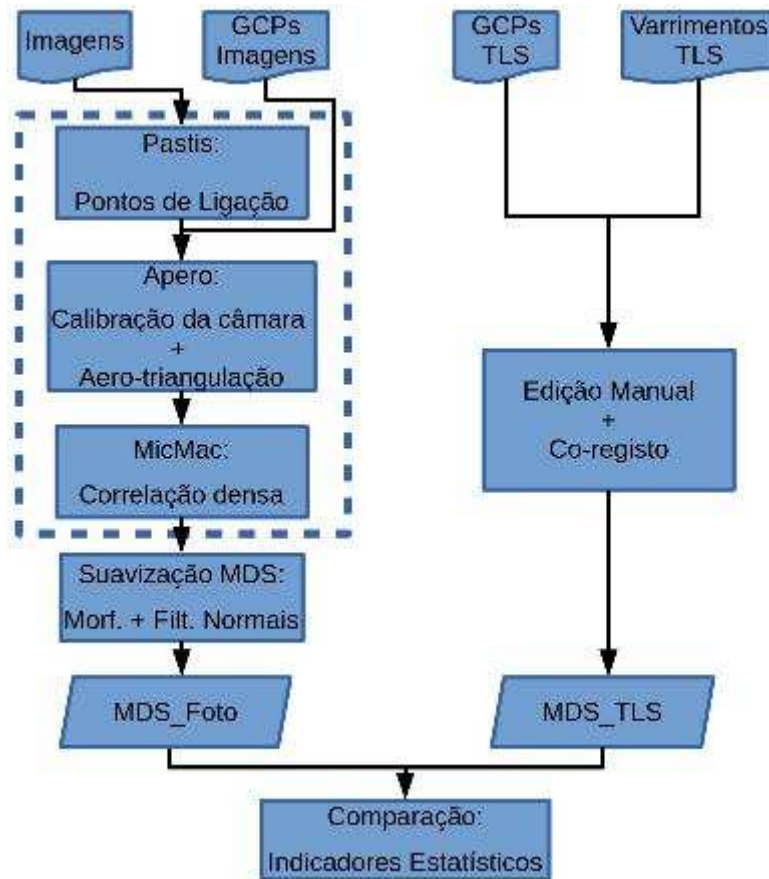 Imagens
GCPs
Imagens
GCPs
TLS
Varrimentos
TLS
Pastis:
Pontos de Ligação
Apero:
Calibração da câmara
+
Aero-triangulação
MicMac:
Correlação densa
Suavização MDS:
Morf. + Filt. Normais
MDS_Foto
Edição Manual
+
Co-registo
MDS_TLS
Comparação:
Indicadores Estatísticos